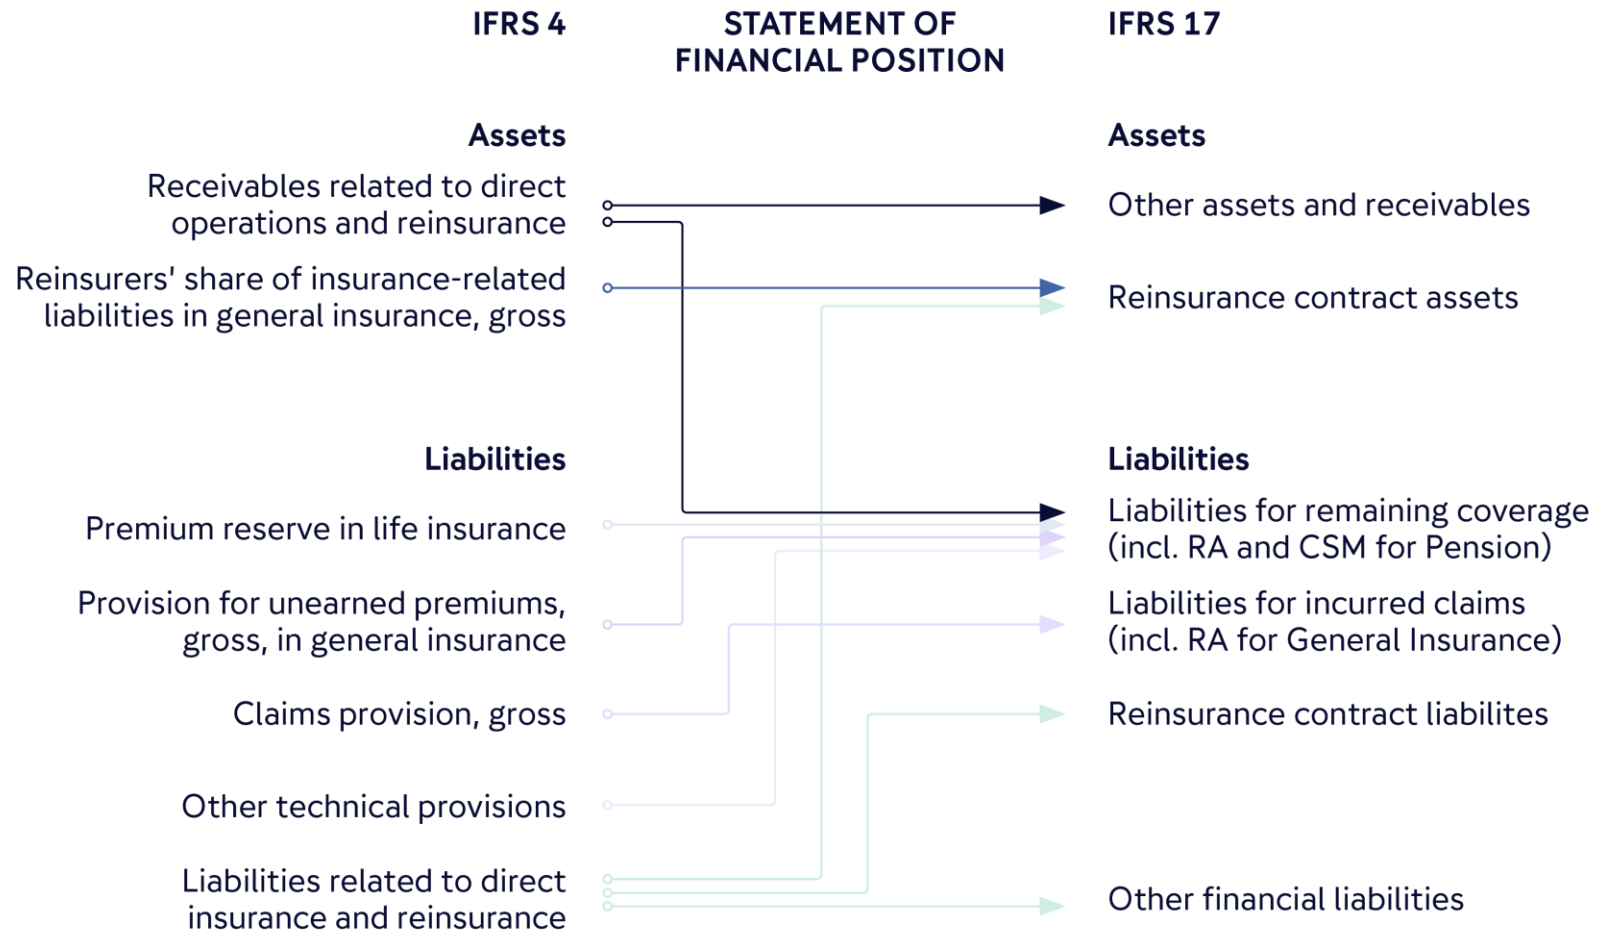 IFRS 4
STATEMENT OF
FINANCIAL POSITION
IFRS 17
Assets
Receivables related to direct
operations and reinsurance
Reinsurers' share of insurance-related
liabilities in general insurance, gross
Assets
Other assets and receivables
Reinsurance contract assets
Liabilities
Premium reserve in life insurance
Provision for unearned premiums,
gross, in general insurance
Claims provision, gross
Other technical provisions
Liabilities related to direct
insurance and reinsurance
Liabilities
Liabilities for remaining coverage
(incl. RA and CSM for Pension)
Liabilities for incurred claims
(incl. RA for General Insurance)
Reinsurance contract liabilites
Other financial liabilities